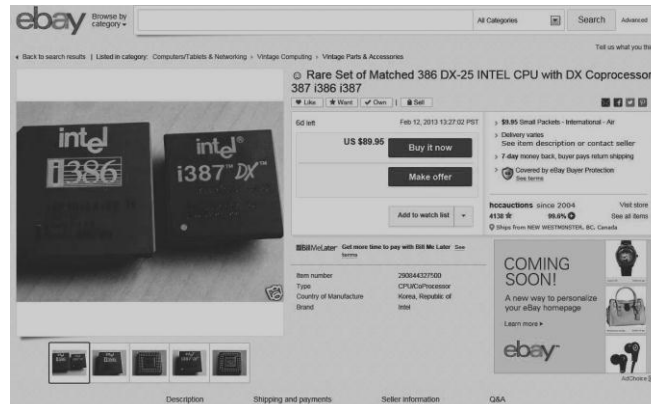 ebay
Browse by
category
All Categories
Search
Advanced
Tell us what you thi
Back to search results | Listed in category: Computers/Tablets & Networking > Vintage Computing > Vintage Parts & Accessories
Rare Set of Matched 386 DX-25 INTEL CPU with DX Coprocessor
387 i386 i387
Like
Want
Own
Sell
6d left
Feb 12, 2013 13:27:02 PST
US $89.95
Buy it now
Make offer
Add to watch list
$9.95 Small Packets - International - Air
Delivery varies
See item description or contact seller
7-day money back, buyer pays return shipping
Covered by eBay Buyer Protection
See terms
hccauctions since 2004
Visit store
4138
99.6%
See all items
Ships from NEW WESTMINSTER, BC, Canada
BillMeLater Get more time to pay with Bill Me Later See
terms
Item number 290844327500
Type CPU/CoProcessor
Country of Manufacture Korea, Republic of
Brand Intel
intel
i386
intel®
i387™ DX™
COMING
SOON!
A new way to personalize
your eBay homepage
Learn more
ebay
AdChoice
Description
Shipping and payments
Seller information
Q&A